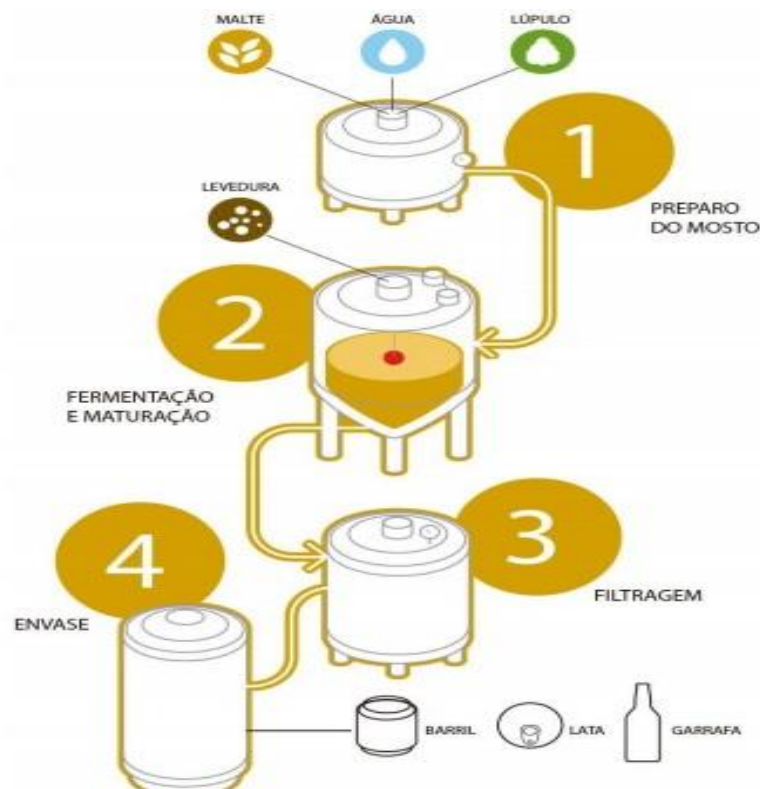 MALTE
ÁGUA
LÚPULO
1
PREPARO
DO MOSTO
LEVEDURA
2
FERMENTAÇÃO
E MATURAÇÃO
3
FILTRAGEM
4
ENVASE
BARRIL
LATA
GARRAFA